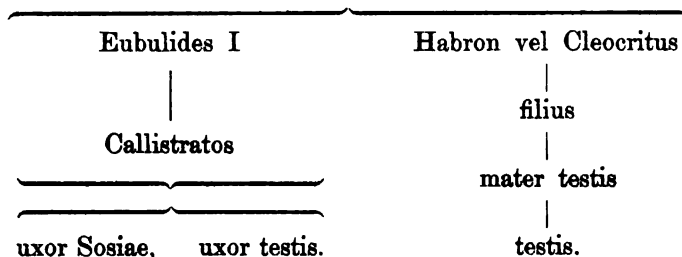 Eubulides I Habron vel Cleocritus
filius
Callistratos
mater testis
uxor Sosiae, uxor testis. testis.